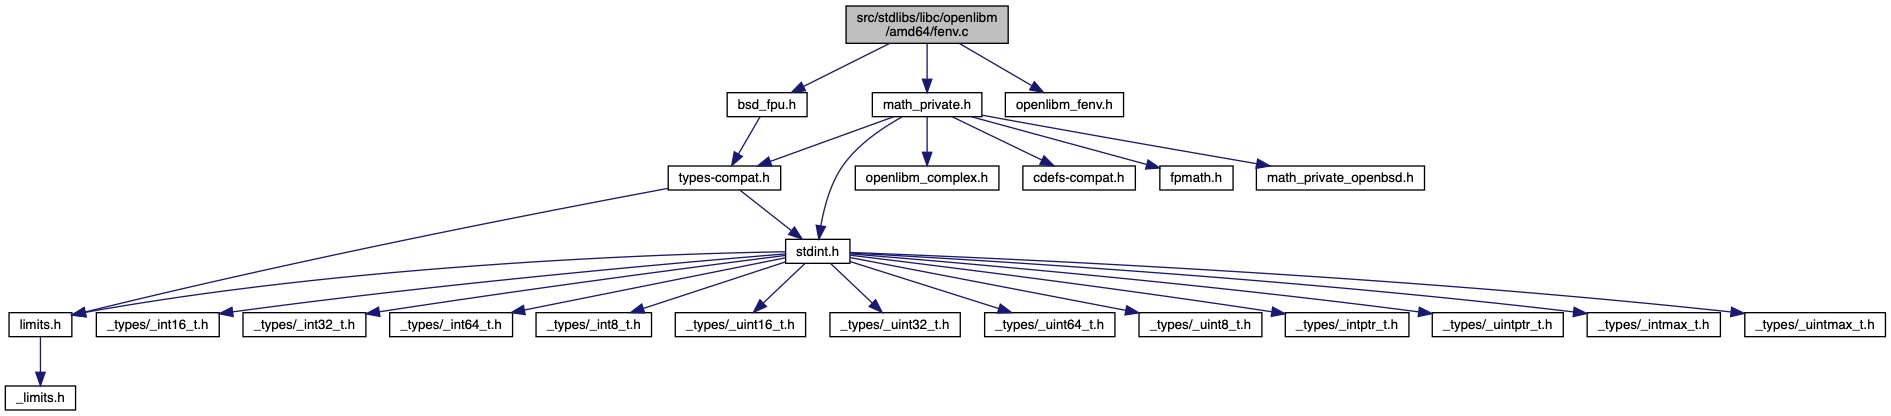 src/stdlibs/libc/openlibm
/amd64/fenv.c
bsd_fpu.h
math_private.h
openlibm_fenv.h
types-compat.h
openlibm_complex.h
cdefs-compat.h
fpmath.h
math_private_openbsd.h
stdint.h
limits.h
_types/_int16_t.h
_types/_int32_t.h
_types/_int64_t.h
_types/_int8_t.h
_types/_uint16_t.h
_types/_uint32_t.h
_types/_uint64_t.h
_types/_uint8_t.h
_types/_intptr_t.h
_types/_uintptr_t.h
_types/_intmax_t.h
_types/_uintmax_t.h
_limits.h